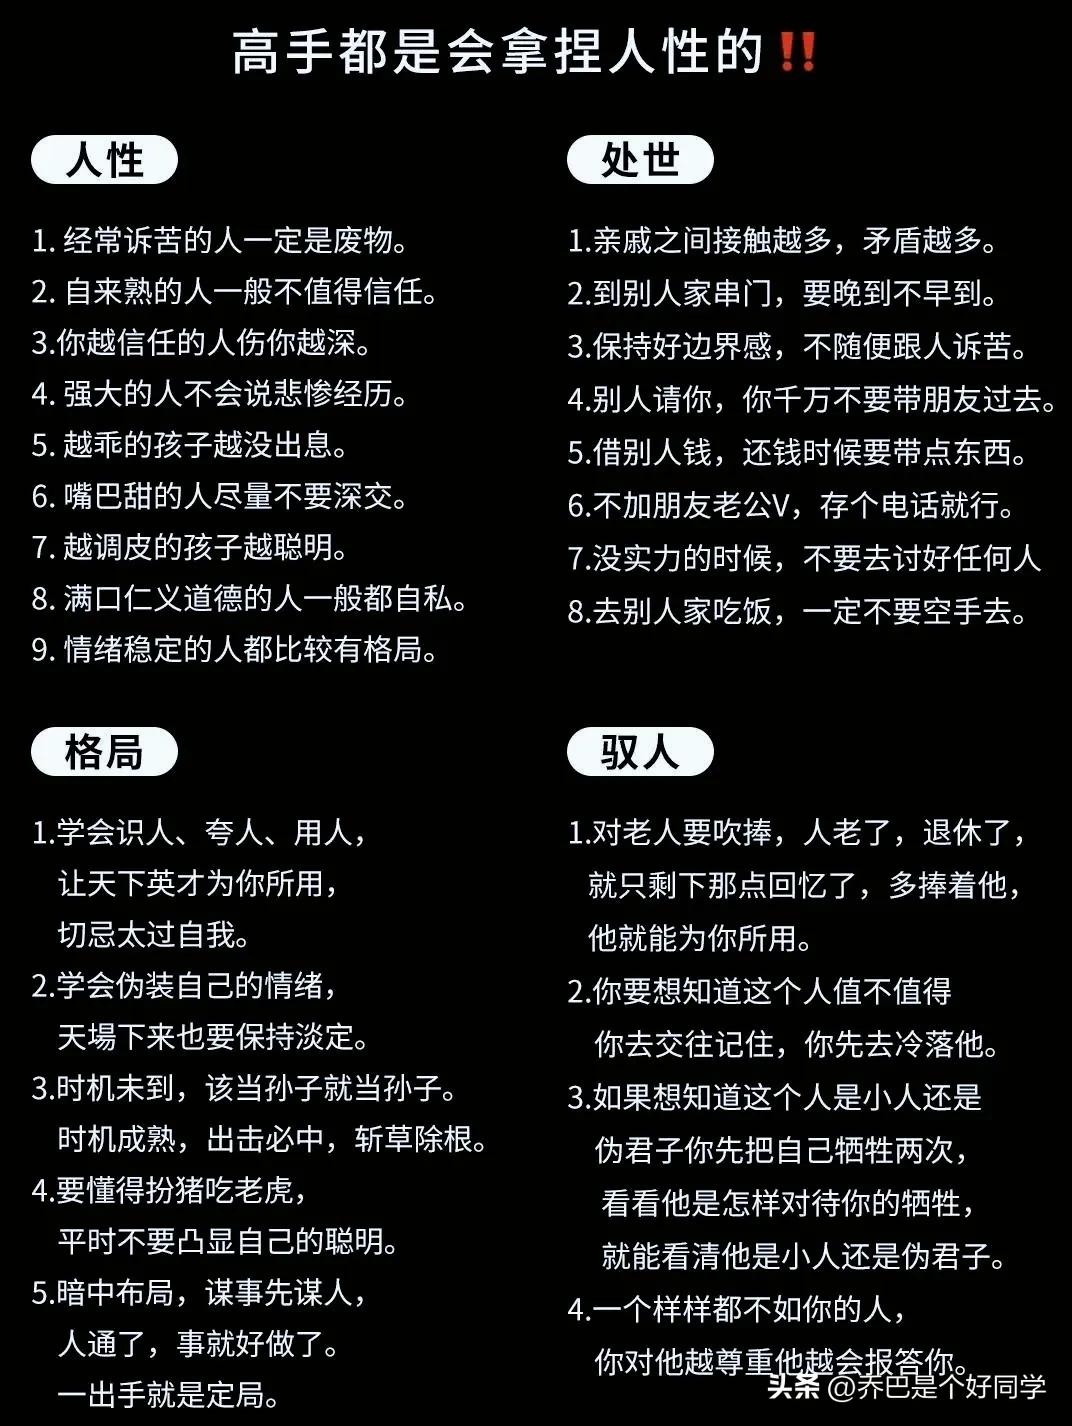 高手都是会拿捏人性的‼️
人性
1. 经常诉苦的人一定是废物。
2. 自来熟的人一般不值得信任。
3.你越信任的人伤你越深。
4. 强大的人不会说悲惨经历。
5. 越乖的孩子越没出息。
6. 嘴巴甜的人尽量不要深交。
7. 越调皮的孩子越聪明。
8. 满口仁义道德的人一般都自私。
9. 情绪稳定的人都比较有格局。
处世
1.亲戚之间接触越多，矛盾越多。
2.到别人家串门，要晚到不早到。
3.保持好边界感，不随便跟人诉苦。
4.别人请你，你千万不要带朋友过去。
5.借别人钱，还钱时候要带点东西。
6.不加朋友老公V，存个电话就行。
7.没实力的时候，不要去讨好任何人
8.去别人家吃饭，一定不要空手去。
格局
1.学会识人、夸人、用人，
让天下英才为你所用，
切忌太过自我。
2.学会伪装自己的情绪，
天塌下来也要保持淡定。
3.时机未到，该当孙子就当孙子。
时机成熟，出击必中，斩草除根。
4.要懂得扮猪吃老虎，
平时不要凸显自己的聪明。
5.暗中布局，谋事先谋人，
人通了，事就好做了。
一出手就是定局。
驭人
1.对老人要吹捧，人老了，退休了，
就只剩下那点回忆了，多捧着他，
他就能为你所用。
2.你要想知道这个人值不值得
你去交往记住，你先去冷落他。
3.如果想知道这个人是小人还是
伪君子你先把自己牺牲两次，
看看他是怎样对待你的牺牲，
就能看清他是小人还是伪君子。
4.一个样样都不如你的人，
你对他越尊重他越会报答你。
头条 @乔巴是个好同学